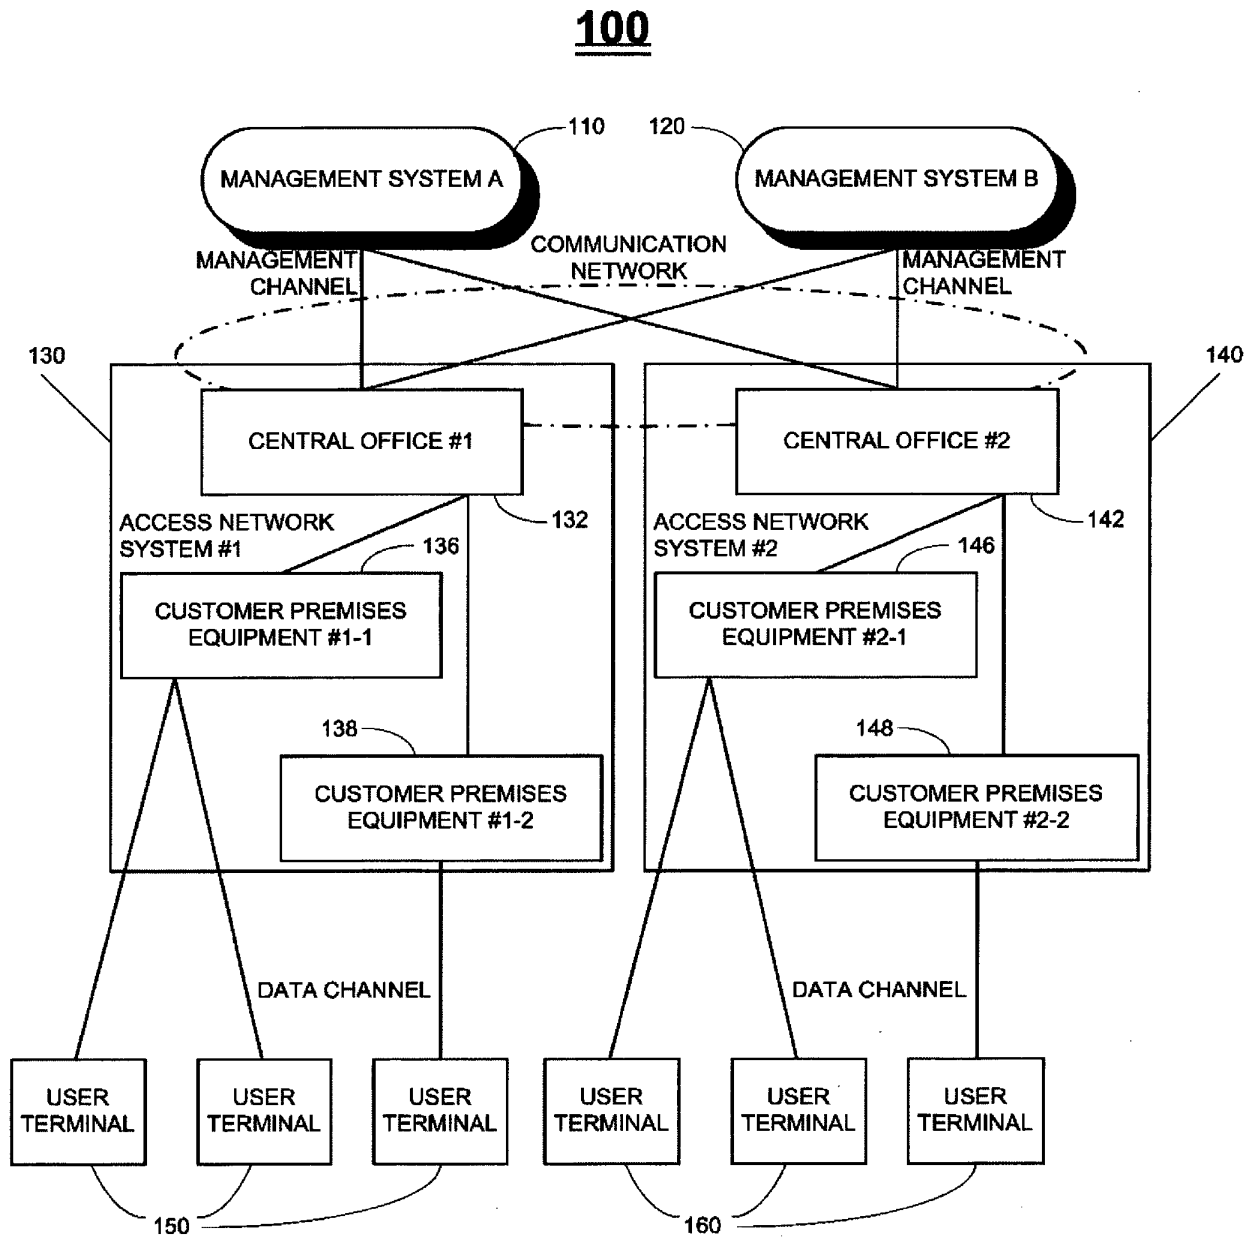 100
110
120
MANAGEMENT SYSTEM A
MANAGEMENT SYSTEM B
MANAGEMENT
CHANNEL
COMMUNICATION
NETWORK
MANAGEMENT
CHANNEL
130
140
CENTRAL OFFICE #1
CENTRAL OFFICE #2
132
142
ACCESS NETWORK
SYSTEM #1
ACCESS NETWORK
SYSTEM #2
136
146
CUSTOMER PREMISES
EQUIPMENT #1-1
CUSTOMER PREMISES
EQUIPMENT #2-1
138
148
CUSTOMER PREMISES
EQUIPMENT #1-2
CUSTOMER PREMISES
EQUIPMENT #2-2
DATA CHANNEL
DATA CHANNEL
USER
TERMINAL
USER
TERMINAL
USER
TERMINAL
USER
TERMINAL
USER
TERMINAL
USER
TERMINAL
150
160